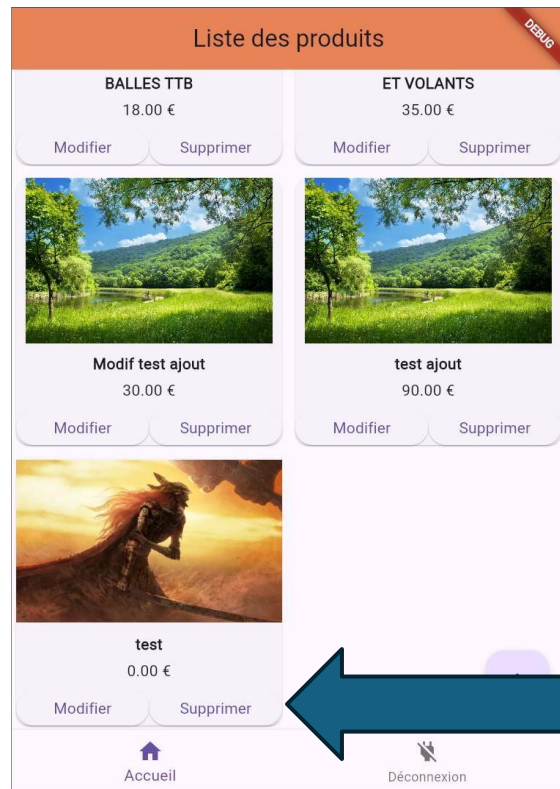 Liste des produits
DEBUG
BALLES TTB
ET VOLANTS
18.00 €
35.00 €
Modifier
Supprimer
Modifier
Supprimer
Modif test ajout
test ajout
30.00 €
90.00 €
Modifier
Supprimer
Modifier
Supprimer
test
0.00 €
Modifier
Supprimer
Accueil
Déconnexion